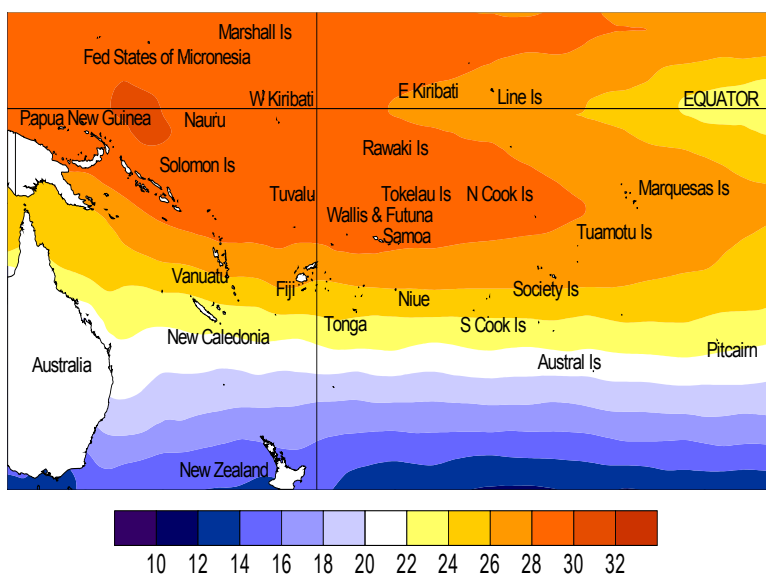 Marshall Is
Fed States of Micronesia
W Kiribati
E Kiribati
Line Is
EQUATOR
Papua New Guinea
Nauru
Rawaki Is
Solomon Is
Tuvalu
Tokelau Is
N Cook Is
Marquesas Is
Wallis & Futuna
Samoa
Tuamotu Is
Vanuatu
Fiji
Niue
Society Is
New Caledonia
Tonga
S Cook Is
Pitcairn
Australia
Austral Is
New Zealand
10 12 14 16 18 20 22 24 26 28 30 32